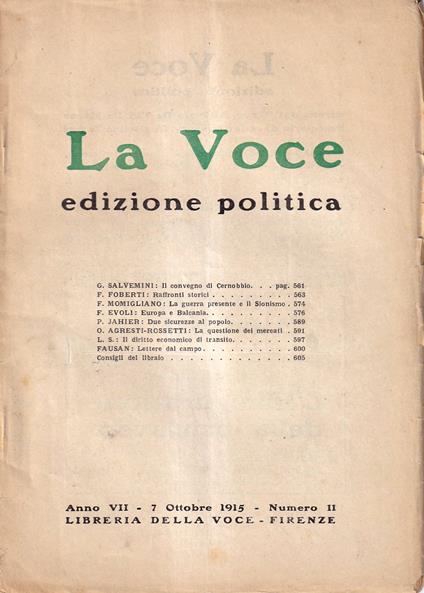 La Voce
edizione politica
G. SALVEMINI: Il convegno di Cernobbio. . . pag. 561
F. FOBERTI: Raffronti storici . . . . . . . . . 563
F. MOMIGLIANO: La guerra presente e il Sionismo . 574
F. EVOLI: Europa e Balcania. . . . . . . . . . 576
P. JAHIER: Due sicurezze al popolo. . . . . . . 589
O. AGRESTI-ROSSETTI: La questione dei mercati . 591
L. S.: Il diritto economico di transito. . . . . . . 597
FAUSAN: Lettere dal campo . . . . . . . . . . 600
Consigli del libraio . . . . . . . . . . . . . 605
Anno VII - 7 Ottobre 1915 - Numero 11
LIBRERIA DELLA VOCE - FIRENZE